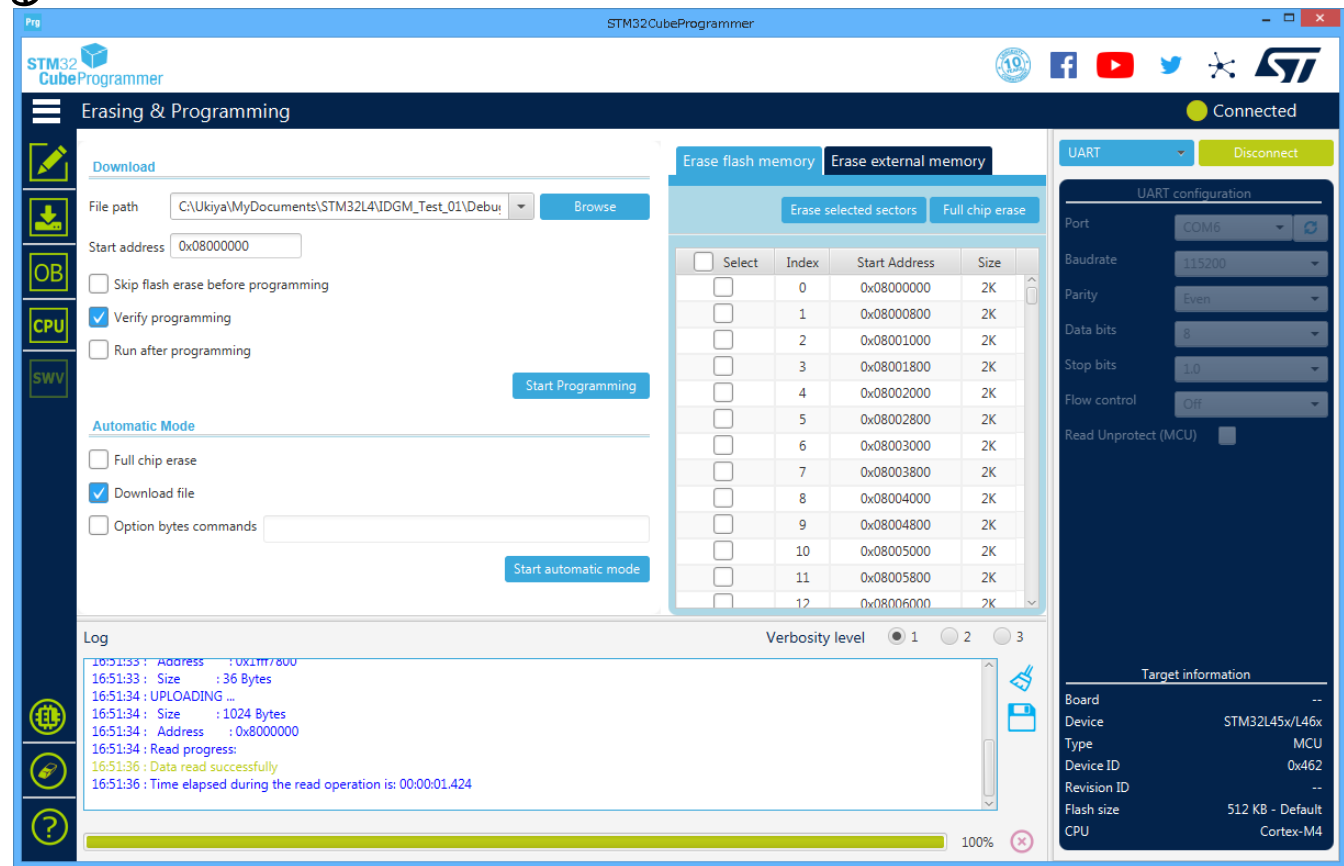 Prg
STM32CubeProgrammer
STM32
CubeProgrammer
10
Erasing & Programming
Connected
Download
File path
C:\Ukiya\MyDocuments\STM32L4\IDGM_Test_01\Debu
Browse
Start address
0x08000000
Skip flash erase before programming
Verify programming
Run after programming
Start Programming
Automatic Mode
Full chip erase
Download file
Option bytes commands
Start automatic mode
OB
CPU
SWV
Erase flash memory
Erase external memory
Erase selected sectors
Full chip erase
Select Index Start Address Size
0 0x08000000 2K
1 0x08000800 2K
2 0x08001000 2K
3 0x08001800 2K
4 0x08002000 2K
5 0x08002800 2K
6 0x08003000 2K
7 0x08003800 2K
8 0x08004000 2K
9 0x08004800 2K
10 0x08005000 2K
11 0x08005800 2K
12 0x08006000 2K
Log
Verbosity level 1 2 3
16:51:33 : Address : 0x1fff7800
16:51:33 : Size : 36 Bytes
16:51:34 : UPLOADING ...
16:51:34 : Size : 1024 Bytes
16:51:34 : Address : 0x8000000
16:51:34 : Read progress:
16:51:36 : Data read successfully
16:51:36 : Time elapsed during the read operation is: 00:00:01.424
100%
UART
Disconnect
UART configuration
Port COM6
Baudrate 115200
Parity Even
Data bits 8
Stop bits 1.0
Flow control Off
Read Unprotect (MCU)
Target information
Board --
Device STM32L45x/L46x
Type MCU
Device ID 0x462
Revision ID --
Flash size 512 KB - Default
CPU Cortex-M4